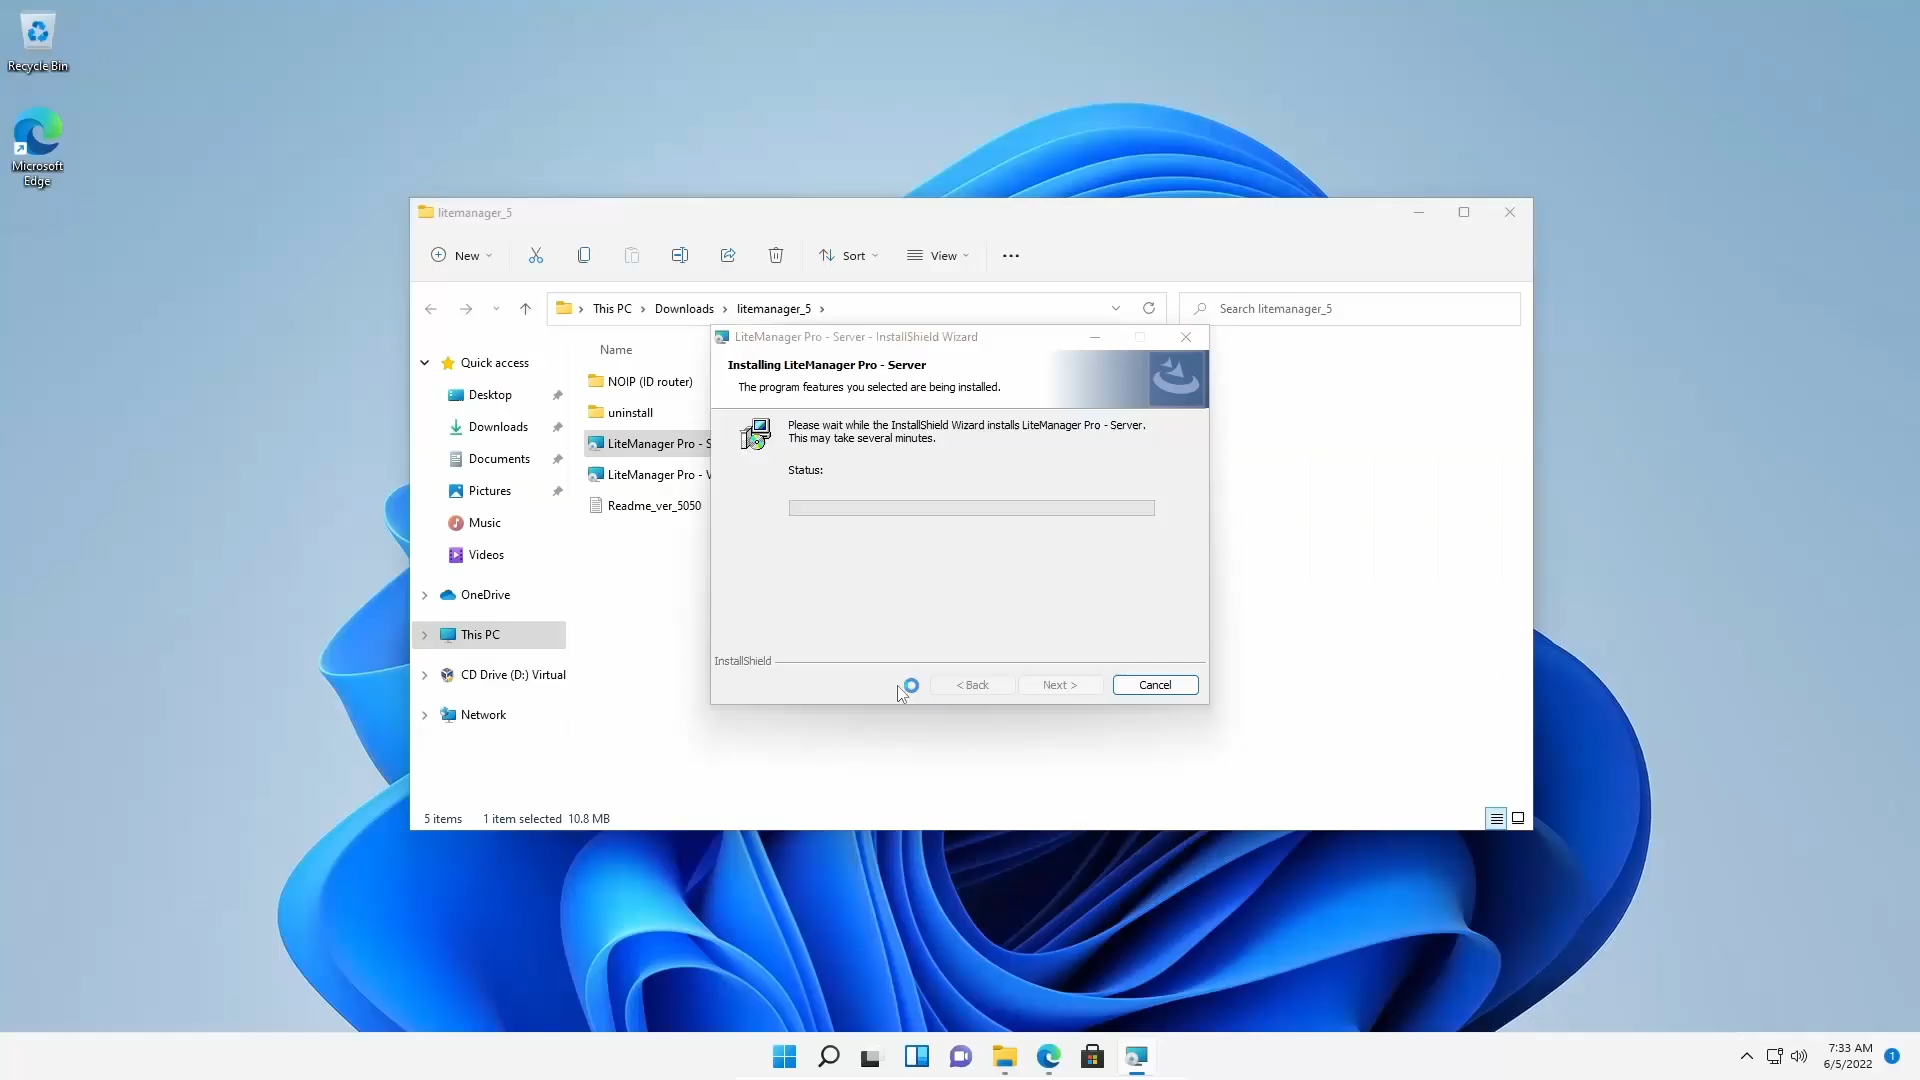 Recycle Bin
Microsoft
Edge
litemanager_5
New
Sort
View
This PC
Downloads
litemanager_5
Search litemanager_5
Name
Quick access
Desktop
Downloads
Documents
Pictures
Music
Videos
OneDrive
This PC
CD Drive (D:) Virtual
Network
NOIP (ID router)
uninstall
LiteManager Pro - S
LiteManager Pro - V
Readme_ver_5050
5 items
1 item selected 10.8 MB
LiteManager Pro - Server - InstallShield Wizard
Installing LiteManager Pro - Server
The program features you selected are being installed.
Please wait while the InstallShield Wizard installs LiteManager Pro - Server.
This may take several minutes.
Status:
InstallShield
< Back
Next >
Cancel
7:33 AM
6/5/2022
1